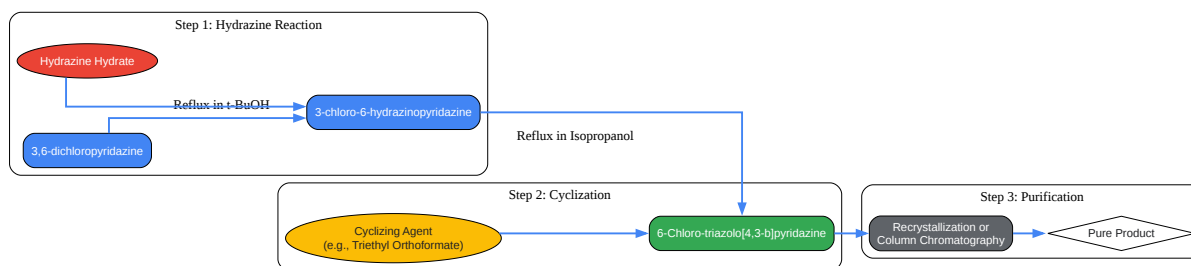 Step 1: Hydrazine Reaction
Hydrazine Hydrate
Reflux in t-BuOH
3-chloro-6-hydrazinopyridazine
3,6-dichloropyridazine
Reflux in Isopropanol
Step 2: Cyclization
Cyclizing Agent
(e.g., Triethyl Orthoformate)
6-Chloro-triazolo[4,3-b]pyridazine
Step 3: Purification
Recrystallization or
Column Chromatography
Pure Product